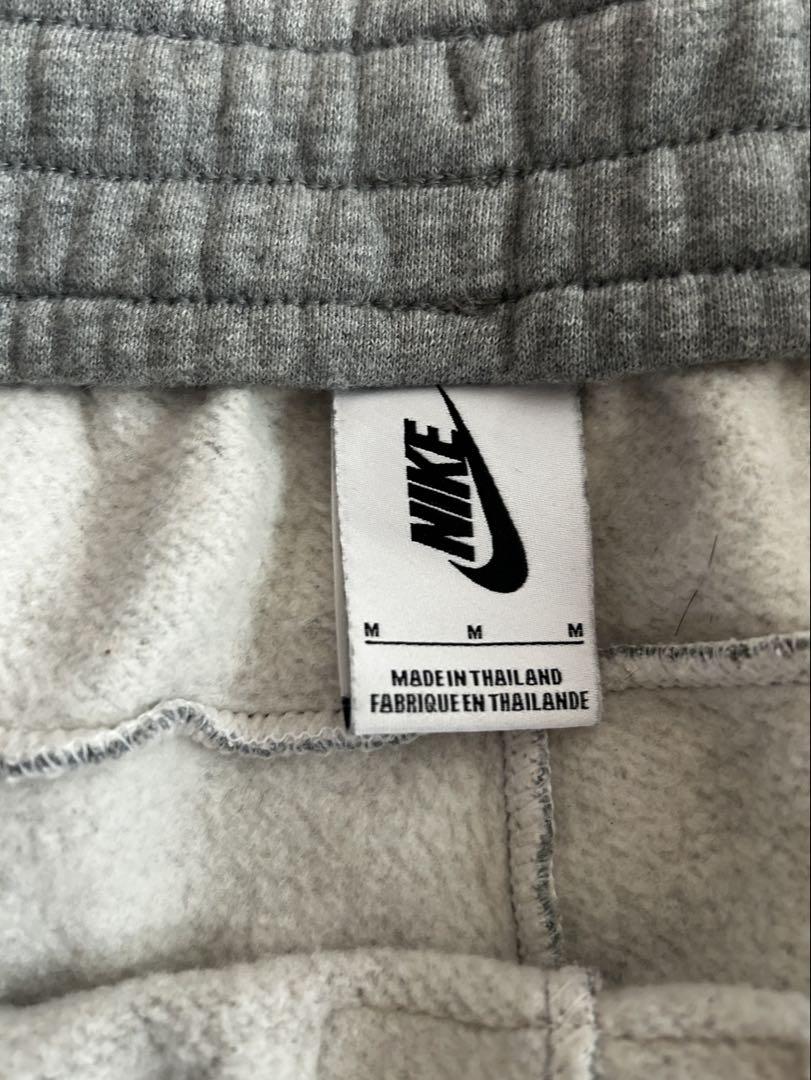 NIKE
M M M
MADE IN THAILAND
FABRIQUE EN THAILANDE